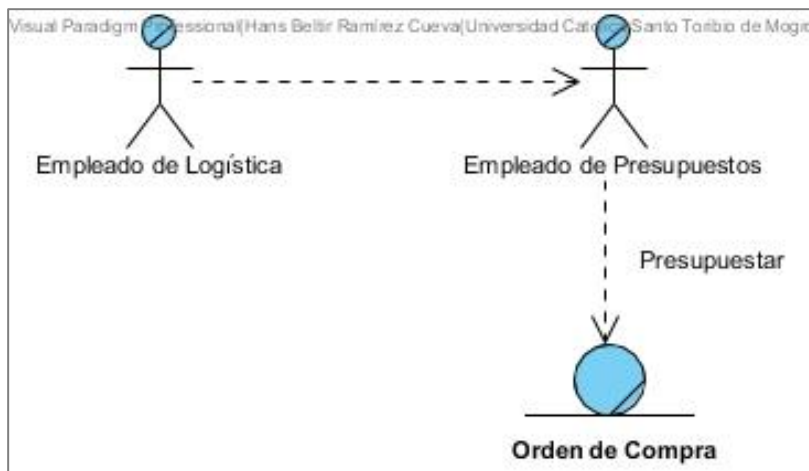 Visual Paradigm Professional(Hans Beltir Ramírez Cueva(Universidad Católica Santo Toribio de Mogro
Empleado de Logística
Empleado de Presupuestos
Presupuestar
Orden de Compra